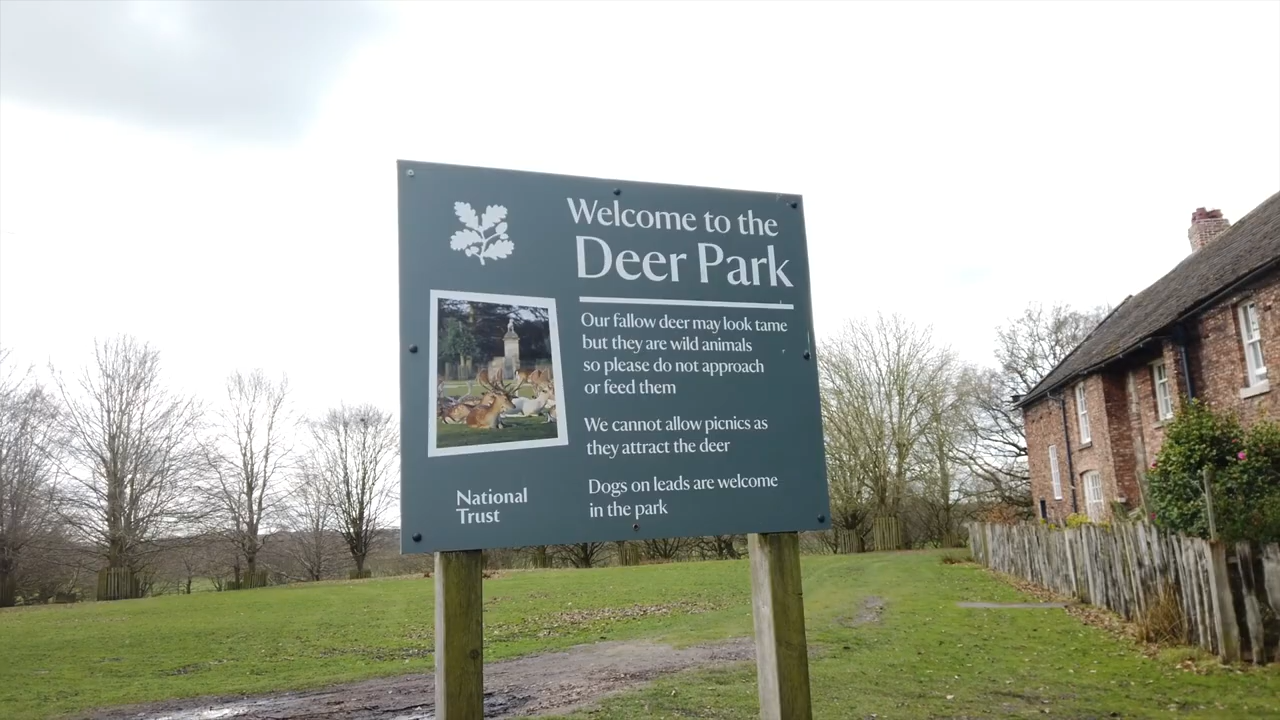 Welcome to the
Deer Park
Our fallow deer may look tame
but they are wild animals
so please do not approach
or feed them
We cannot allow picnics as
they attract the deer
Dogs on leads are welcome
in the park
National
Trust